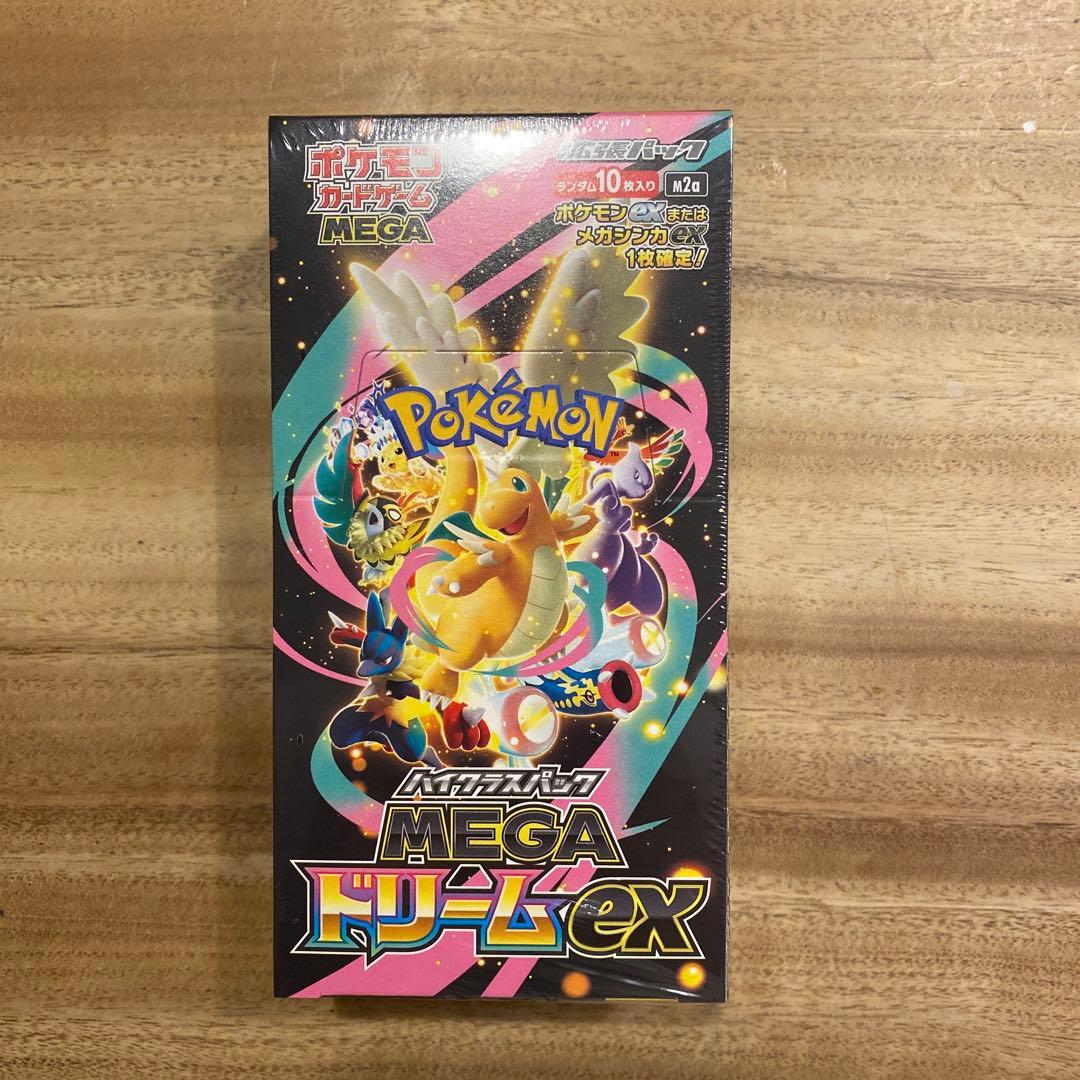 ポケモン
カードゲーム
MEGA
拡張パック
ランダム10枚入り
M2a
ポケモンexまたは
メガシンカex
1枚確定!
POKéMON
TM
ハイクラスパック
MEGA
ドリームex